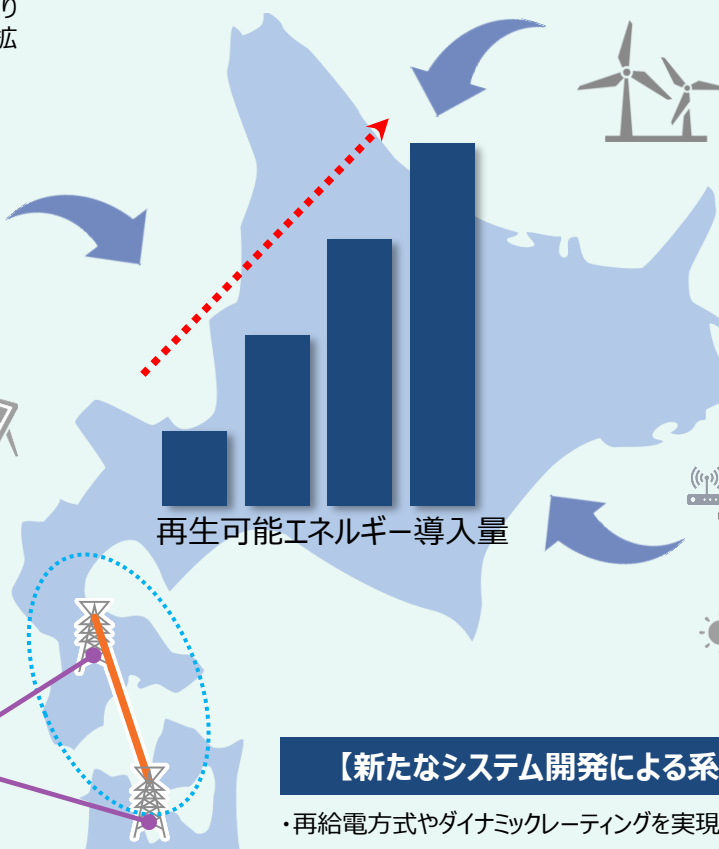 り
拡
再生可能エネルギー導入量
【新たなシステム開発による系
・再給電方式やダイナミックレーティングを実現